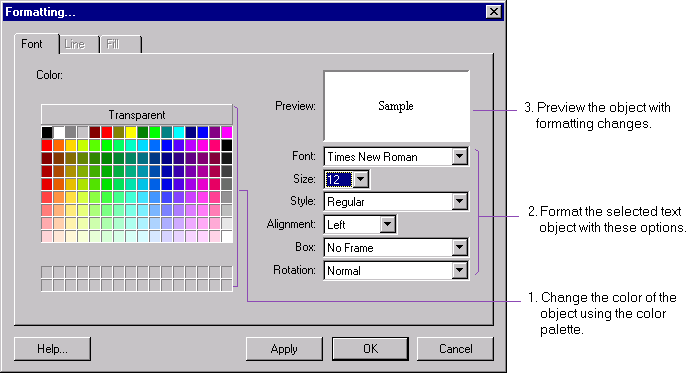 Formatting...
Font Line Fill
Color:
Transparent
Preview: Sample
3. Preview the object with
formatting changes.
Font: Times New Roman
Size: 12
Style: Regular
Alignment: Left
Box: No Frame
Rotation: Normal
2. Format the selected text
object with these options.
1. Change the color of the
object using the color
palette.
Help... Apply OK Cancel